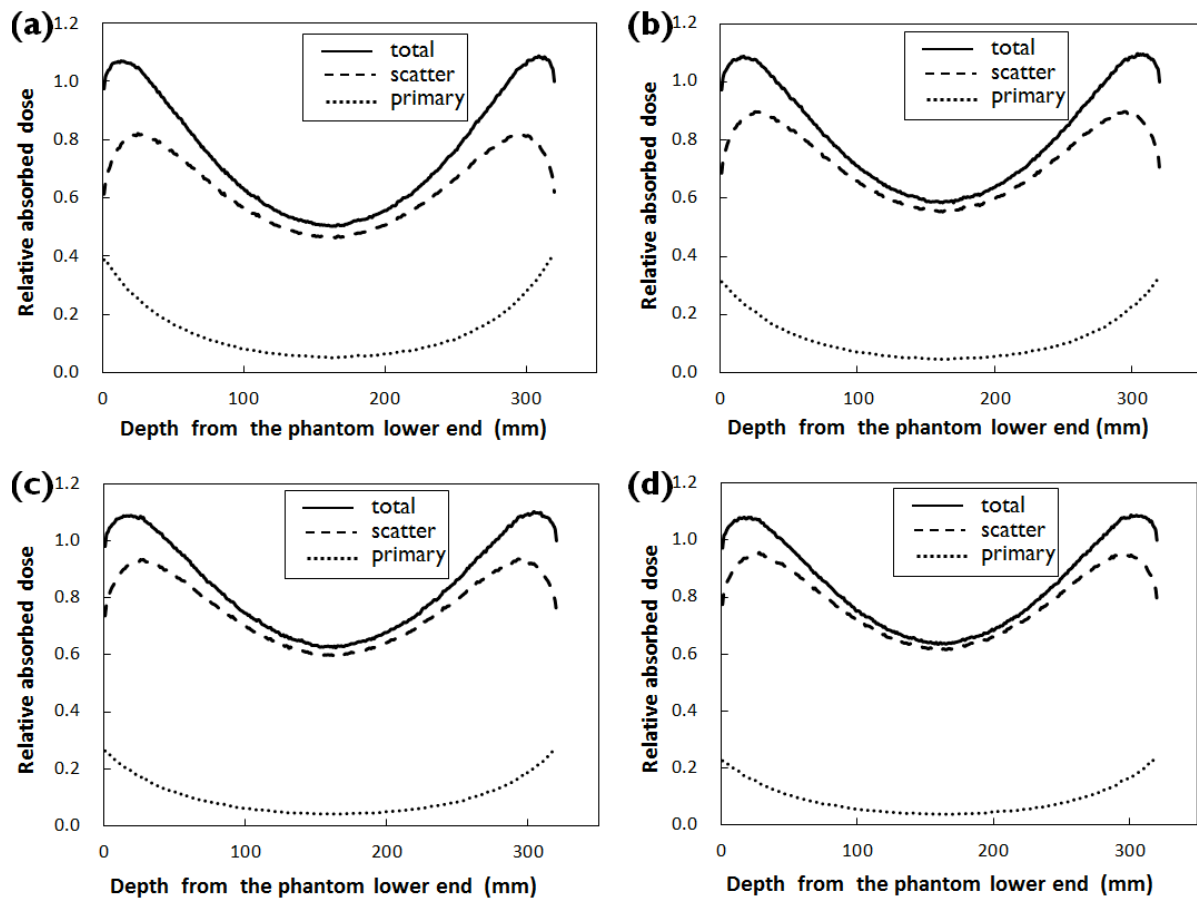 (a)
1.2
1.0
0.8
0.6
0.4
0.2
0.0
Relative absorbed dose
total
scatter
primary
0 100 200 300
Depth from the phantom lower end (mm)
(b)
1.2
1.0
0.8
0.6
0.4
0.2
0.0
Relative absorbed dose
total
scatter
primary
0 100 200 300
Depth from the phantom lower end (mm)
(c)
1.2
1.0
0.8
0.6
0.4
0.2
0.0
Relative absorbed dose
total
scatter
primary
0 100 200 300
Depth from the phantom lower end (mm)
(d)
1.2
1.0
0.8
0.6
0.4
0.2
0.0
Relative absorbed dose
total
scatter
primary
0 100 200 300
Depth from the phantom lower end (mm)